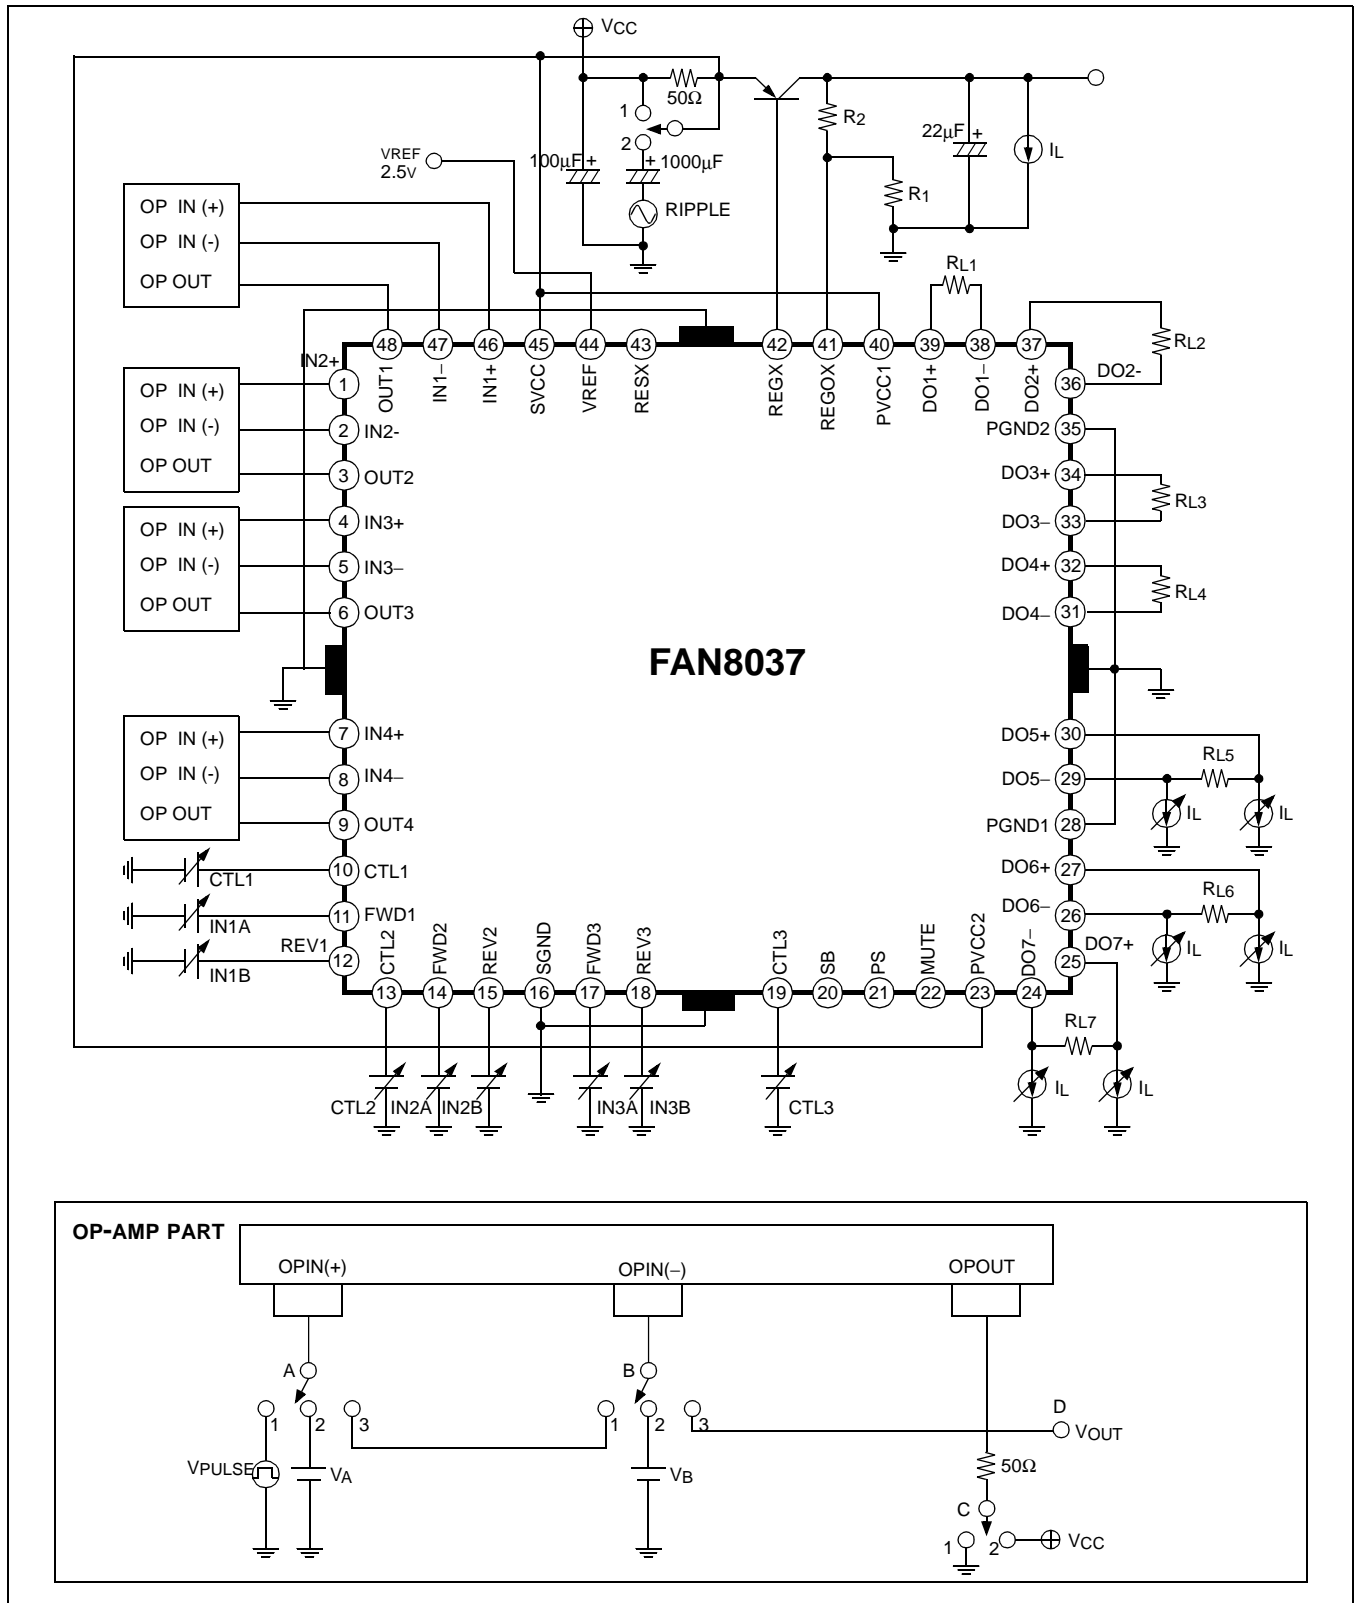 VCC
50Ω
1
2
R2
22μF +
IL
VREF
2.5V
100μF +
+ 1000μF
R1
RIPPLE
OP IN (+)
OP IN (-)
OP OUT
RL1
RL2
48 47 46 45 44 43 42 41 40 39 38 37
OUT1 IN1− IN1+ SVCC VREF RESX REGX REGOX PVCC1 DO1+ DO1− DO2+
IN2+
1
DO2-
36
OP IN (+)
OP IN (-)
OP OUT
2 IN2-
PGND2 35
3 OUT2
DO3+ 34
RL3
OP IN (+)
OP IN (-)
OP OUT
4 IN3+
DO3− 33
5 IN3−
DO4+ 32
RL4
6 OUT3
DO4− 31
FAN8037
OP IN (+)
OP IN (-)
OP OUT
7 IN4+
DO5+ 30
RL5
8 IN4−
DO5− 29
IL
IL
9 OUT4
PGND1 28
CTL1
10 CTL1
DO6+ 27
RL6
IN1A
11 FWD1
DO6− 26
IL
IL
IN1B
REV1
12
DO7+
25
CTL2 FWD2 REV2 SGND FWD3 REV3 CTL3 SB PS MUTE PVCC2 DO7−
13 14 15 16 17 18 19 20 21 22 23 24
RL7
CTL2 IN2A IN2B IN3A IN3B CTL3
IL
IL
OP-AMP PART
OPIN(+)
OPIN(−)
OPOUT
A
B
1 2 3
1 2 3
D
VOUT
VPULSE
VA
VB
50Ω
C
1 2
VCC